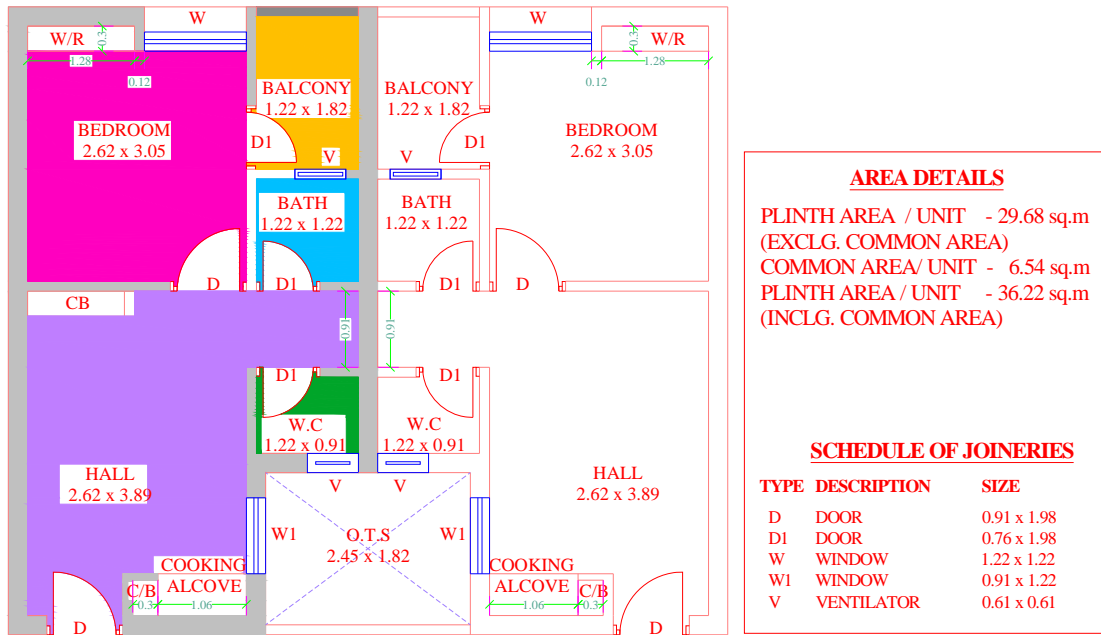 W
W
W/R
0.3
0.3
W/R
1.28
0.12
0.12
1.28
BALCONY
1.22 x 1.82
BALCONY
1.22 x 1.82
BEDROOM
2.62 x 3.05
D1
D1
BEDROOM
2.62 x 3.05
V
V
BATH
1.22 x 1.22
BATH
1.22 x 1.22
D
D1
D1
D
CB
0.91
0.91
D1
D1
W.C
1.22 x 0.91
W.C
1.22 x 0.91
HALL
2.62 x 3.89
V
V
HALL
2.62 x 3.89
W1
O.T.S
2.45 x 1.82
W1
COOKING
ALCOVE
COOKING
ALCOVE
C/B
C/B
0.3
1.06
1.06
0.3
D
D
AREA DETAILS
PLINTH AREA / UNIT - 29.68 sq.m
(EXCLG. COMMON AREA)
COMMON AREA/ UNIT - 6.54 sq.m
PLINTH AREA / UNIT - 36.22 sq.m
(INCLG. COMMON AREA)
SCHEDULE OF JOINERIES
TYPE DESCRIPTION SIZE
D DOOR 0.91 x 1.98
D1 DOOR 0.76 x 1.98
W WINDOW 1.22 x 1.22
W1 WINDOW 0.91 x 1.22
V VENTILATOR 0.61 x 0.61